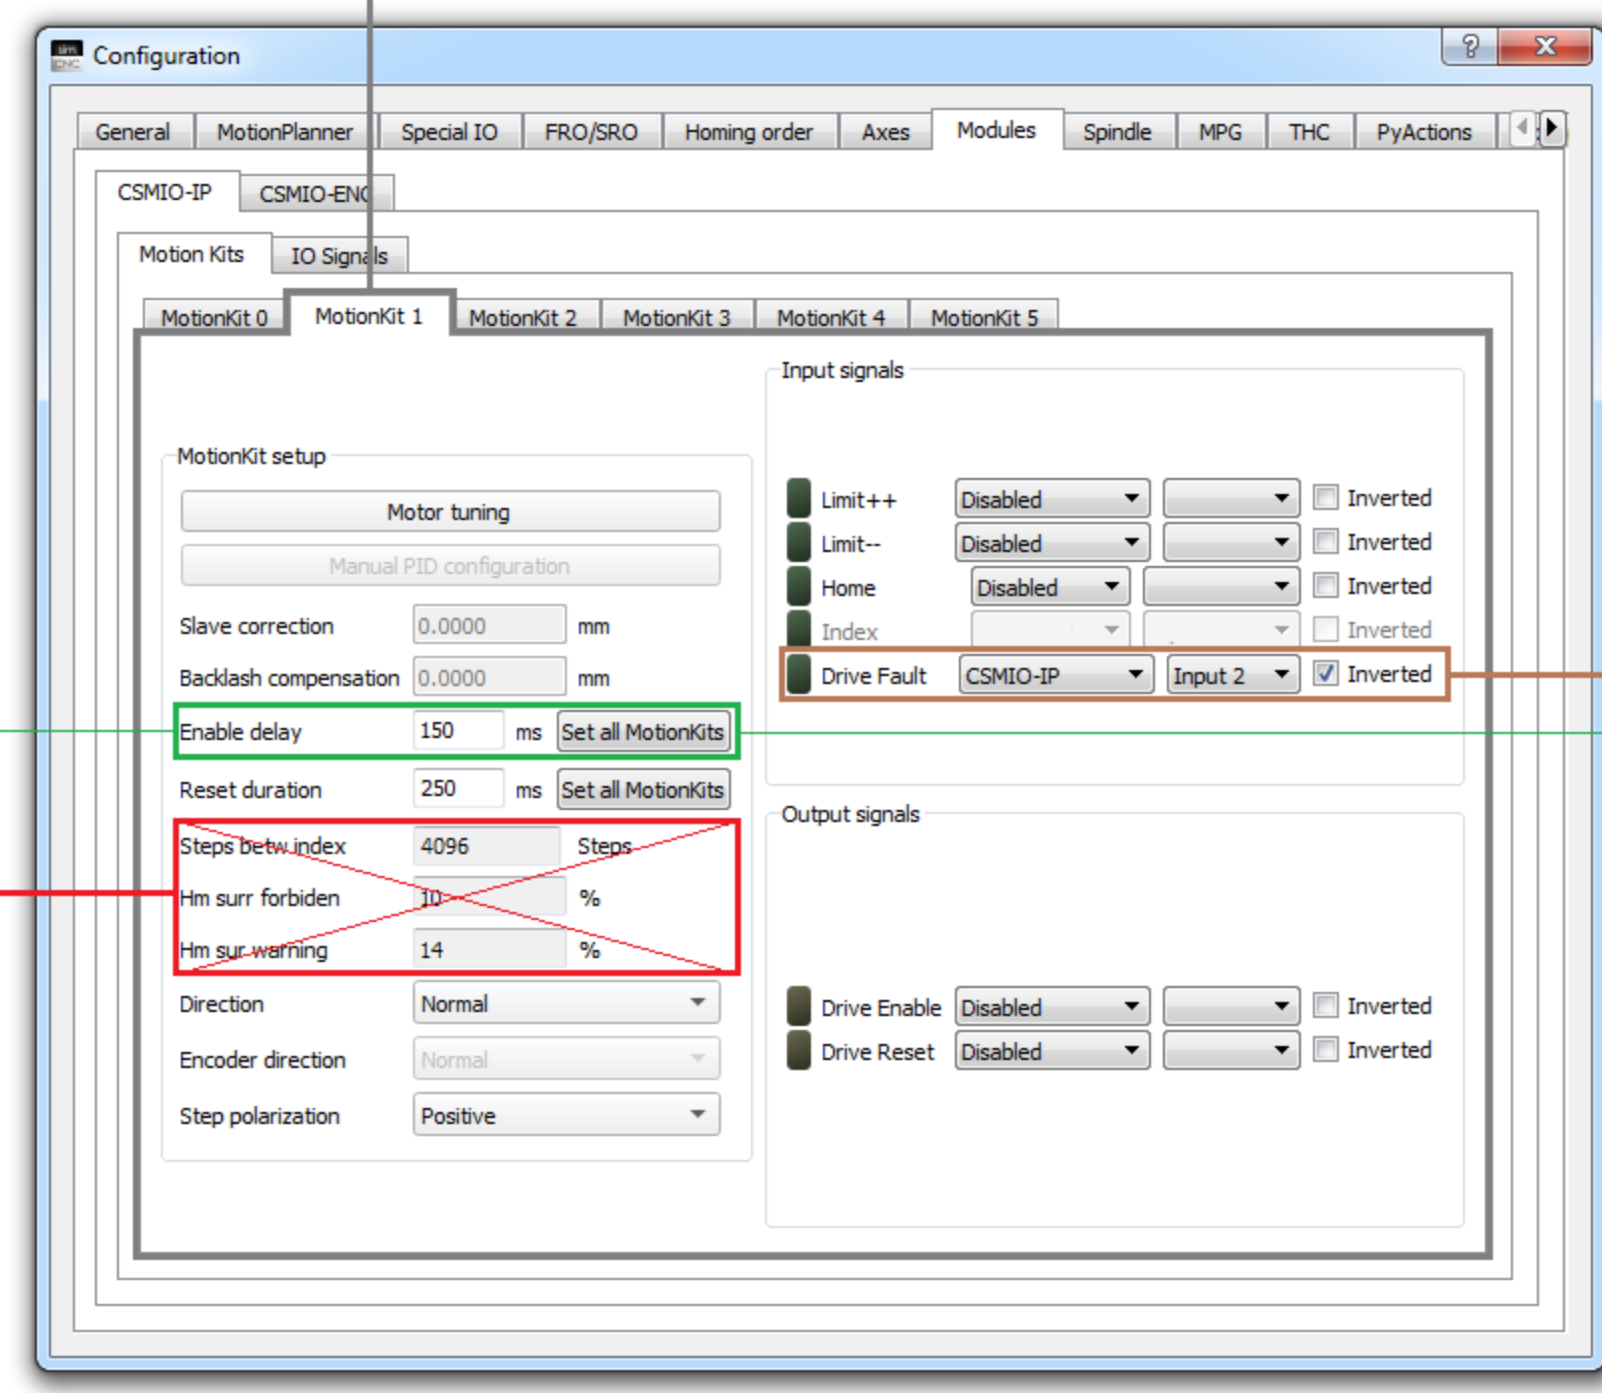 Configuration
General MotionPlanner Special IO FRO/SRO Homing order Axes Modules Spindle MPG THC PyActions
CSMIO-IP CSMIO-ENC
Motion Kits IO Signals
MotionKit 0 MotionKit 1 MotionKit 2 MotionKit 3 MotionKit 4 MotionKit 5
MotionKit setup
Motor tuning
Manual PID configuration
Slave correction 0.0000 mm
Backlash compensation 0.0000 mm
Enable delay 150 ms Set all MotionKits
Reset duration 250 ms Set all MotionKits
Steps betw index 4096 Steps
Hm surr forbiden 10 %
Hm sur warning 14 %
Direction Normal
Encoder direction Normal
Step polarization Positive
Input signals
Limit++ Disabled Inverted
Limit-- Disabled Inverted
Home Disabled Inverted
Index Inverted
Drive Fault CSMIO-IP Input 2 Inverted
Output signals
Drive Enable Disabled Inverted
Drive Reset Disabled Inverted